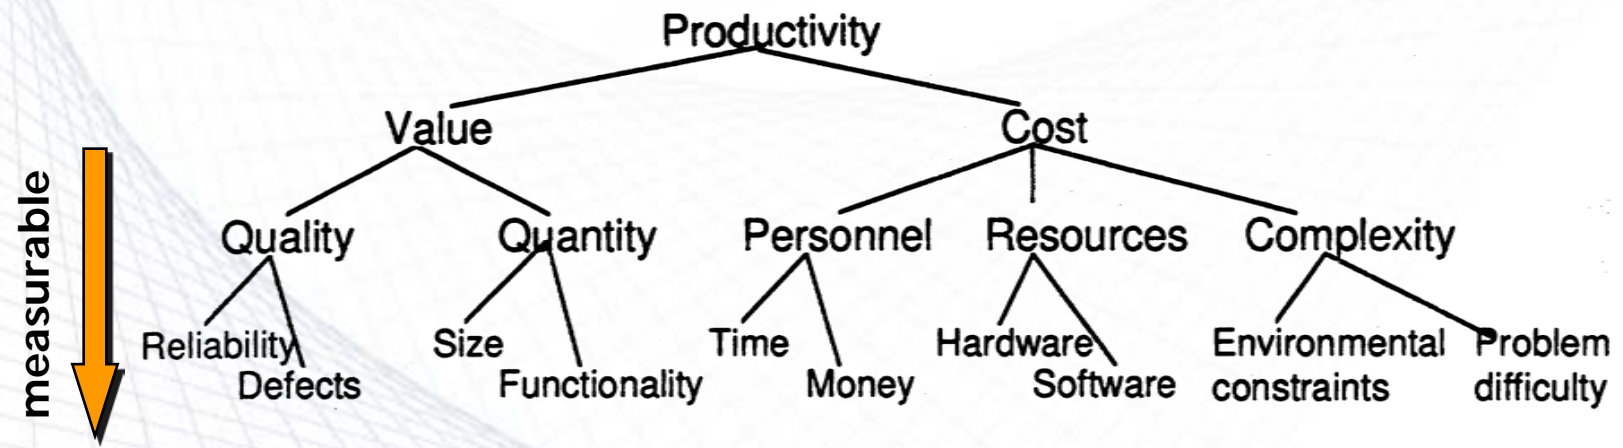 Productivity
Value
Cost
measurable
Quality
Quantity
Personnel
Resources
Complexity
Reliability
Defects
Size
Functionality
Time
Money
Hardware
Software
Environmental
constraints
Problem
difficulty